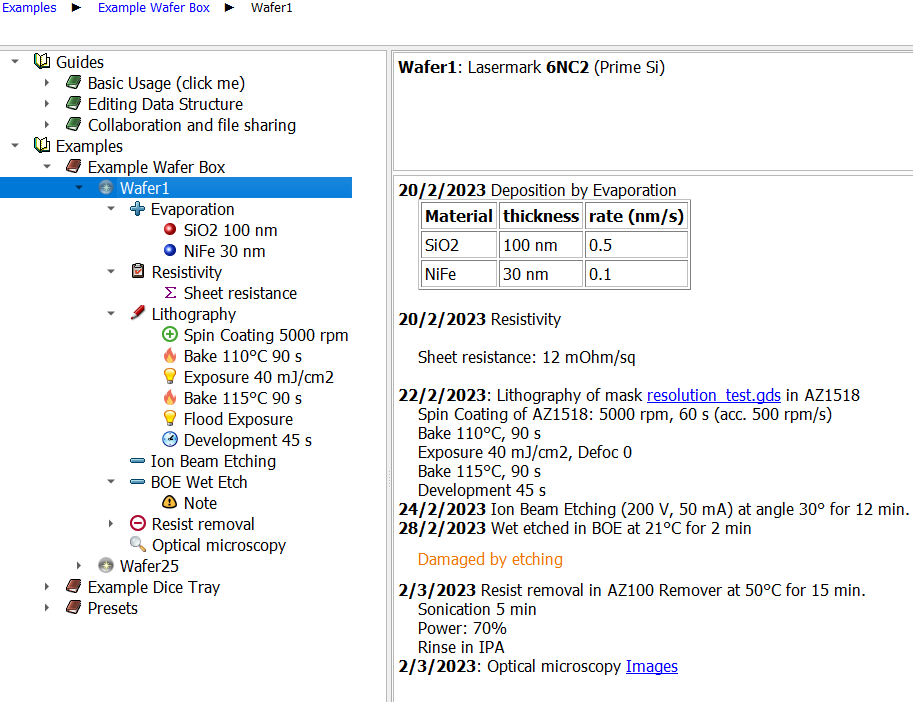 Examples ▶ Example Wafer Box ▶ Wafer1
Guides
Basic Usage (click me)
Editing Data Structure
Collaboration and file sharing
Examples
Example Wafer Box
Wafer1
Evaporation
SiO2 100 nm
NiFe 30 nm
Resistivity
Σ Sheet resistance
Lithography
Spin Coating 5000 rpm
Bake 110°C 90 s
Exposure 40 mJ/cm2
Bake 115°C 90 s
Flood Exposure
Development 45 s
Ion Beam Etching
BOE Wet Etch
Note
Resist removal
Optical microscopy
Wafer25
Example Dice Tray
Presets
Wafer1: Lasermark 6NC2 (Prime Si)
20/2/2023 Deposition by Evaporation
Material thickness rate (nm/s)
SiO2 100 nm 0.5
NiFe 30 nm 0.1
20/2/2023 Resistivity
Sheet resistance: 12 mOhm/sq
22/2/2023: Lithography of mask resolution_test.gds in AZ1518
Spin Coating of AZ1518: 5000 rpm, 60 s (acc. 500 rpm/s)
Bake 110°C, 90 s
Exposure 40 mJ/cm2, Defoc 0
Bake 115°C, 90 s
Development 45 s
24/2/2023 Ion Beam Etching (200 V, 50 mA) at angle 30° for 12 min.
28/2/2023 Wet etched in BOE at 21°C for 2 min
Damaged by etching
2/3/2023 Resist removal in AZ100 Remover at 50°C for 15 min.
Sonication 5 min
Power: 70%
Rinse in IPA
2/3/2023: Optical microscopy Images